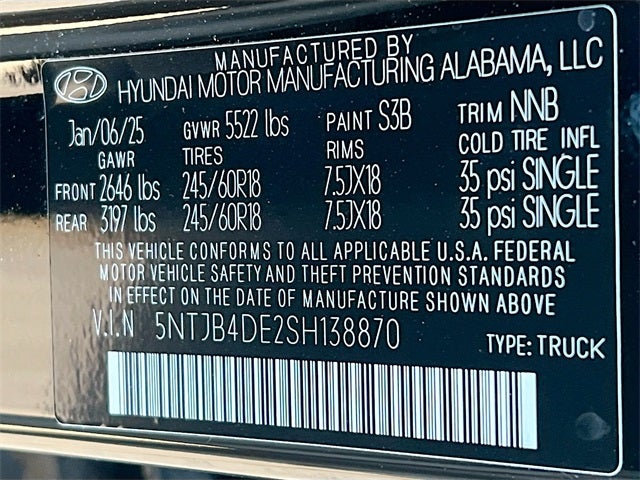 MANUFACTURED BY
HYUNDAI MOTOR MANUFACTURING ALABAMA, LLC
Jan/06/25 GVWR 5522 lbs PAINT S3B TRIM NNB
GAWR TIRES RIMS COLD TIRE INFL
FRONT 2646 lbs 245/60R18 7.5JX18 35 psi SINGLE
REAR 3197 lbs 245/60R18 7.5JX18 35 psi SINGLE
THIS VEHICLE CONFORMS TO ALL APPLICABLE U.S.A. FEDERAL
MOTOR VEHICLE SAFETY AND THEFT PREVENTION STANDARDS
IN EFFECT ON THE DATE OF MANUFACTURE SHOWN ABOVE
V.I.N 5NTJB4DE2SH138870 TYPE: TRUCK